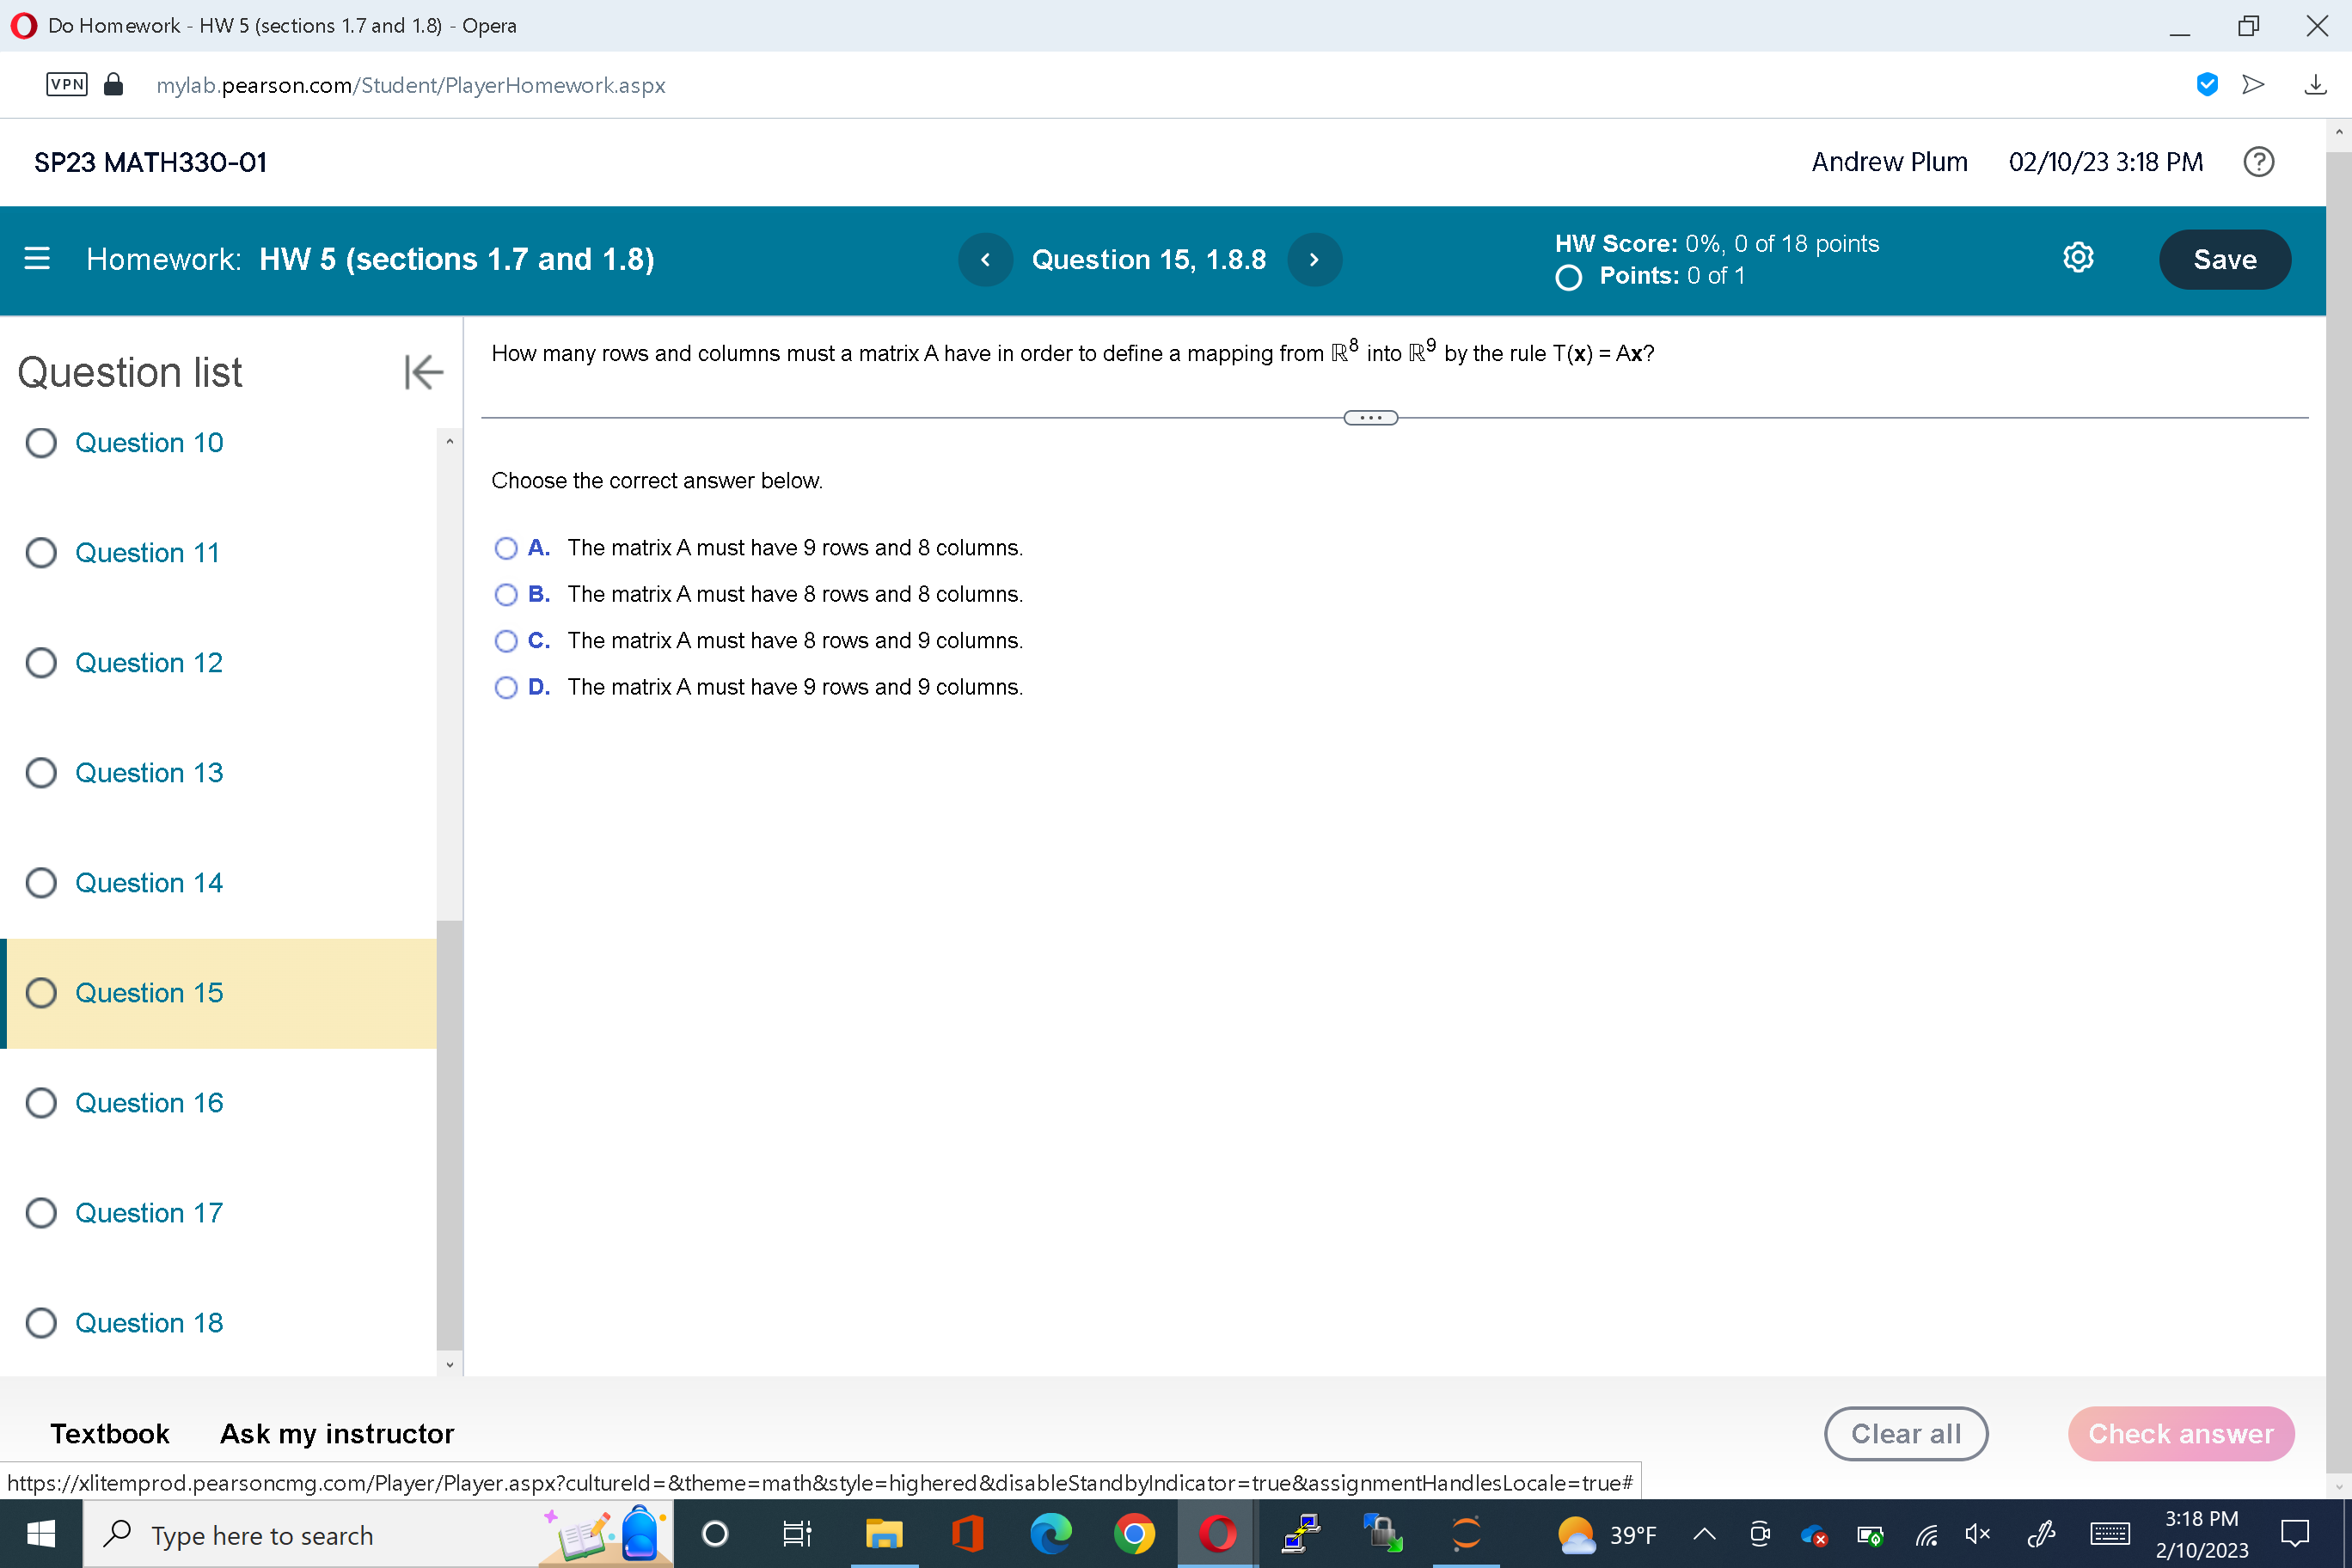 Do Homework - HW 5 (sections 1.7 and 1.8) - Opera
VPN
mylab.pearson.com/Student/PlayerHomework.aspx
SP23 MATH330-01
Andrew Plum
02/10/23 3:18 PM
?
Homework: HW 5 (sections 1.7 and 1.8)
Question 15, 1.8.8
HW Score: 0%, 0 of 18 points
Points: 0 of 1
Save
Question list
Question 10
Question 11
Question 12
Question 13
Question 14
Question 15
Question 16
Question 17
Question 18
How many rows and columns must a matrix A have in order to define a mapping from ℝ⁸ into ℝ⁹ by the rule T(x) = Ax?
Choose the correct answer below.
A. The matrix A must have 9 rows and 8 columns.
B. The matrix A must have 8 rows and 8 columns.
C. The matrix A must have 8 rows and 9 columns.
D. The matrix A must have 9 rows and 9 columns.
Textbook
Ask my instructor
Clear all
Check answer
https://xlitemprod.pearsoncmg.com/Player/Player.aspx?cultureId=&theme=math&style=highered&disableStandbyIndicator=true&assignmentHandlesLocale=true#
Type here to search
39°F
3:18 PM
2/10/2023